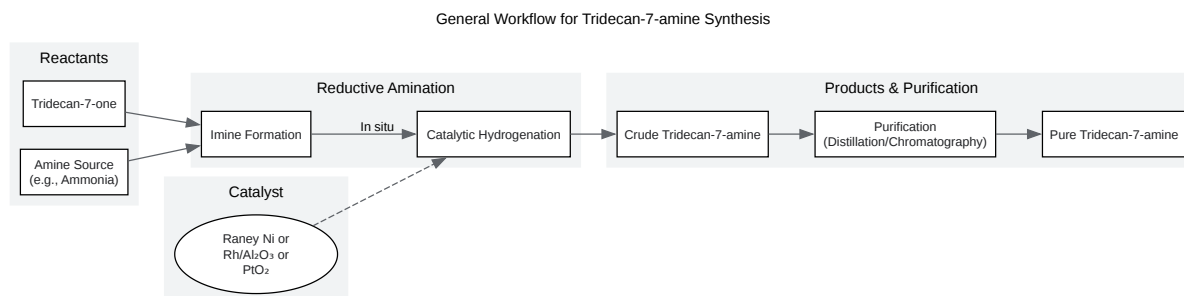 General Workflow for Tridecan-7-amine Synthesis
Reactants
Tridecan-7-one
Amine Source
(e.g., Ammonia)
Reductive Amination
Imine Formation
In situ
Catalytic Hydrogenation
Catalyst
Raney Ni or
Rh/Al₂O₃ or
PtO₂
Products & Purification
Crude Tridecan-7-amine
Purification
(Distillation/Chromatography)
Pure Tridecan-7-amine